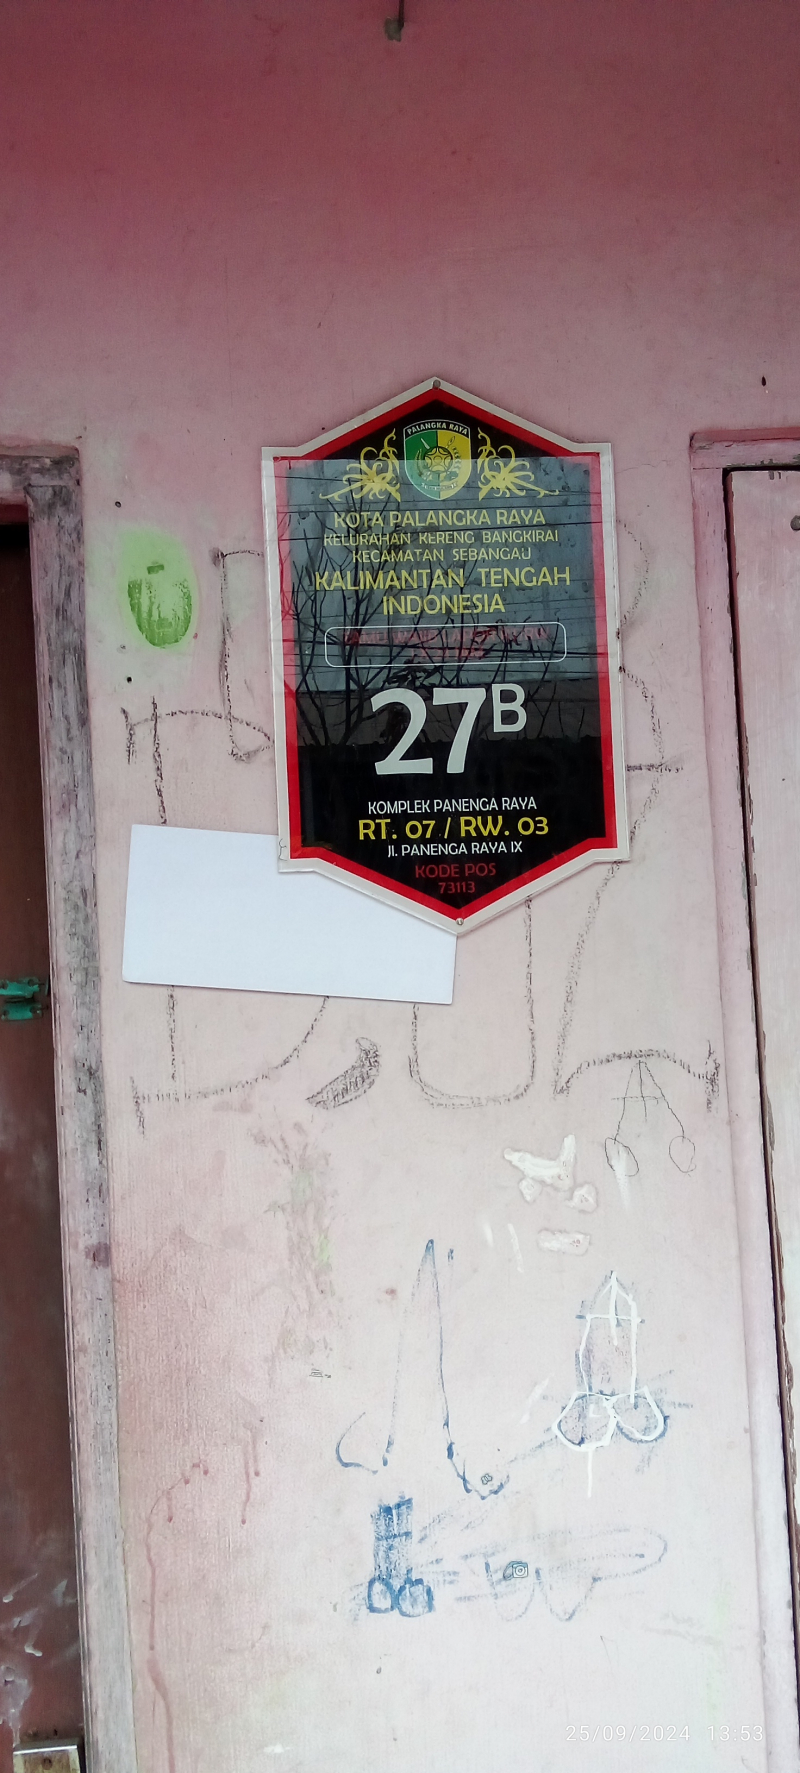 PALANGKA RAYA
KOTA PALANGKA RAYA
KELURAHAN KERENG BANGKIRAI
KECAMATAN SEBANGAU
KALIMANTAN TENGAH
INDONESIA
27B
KOMPLEK PANENGA RAYA
RT. 07 / RW. 03
Jl. PANENGA RAYA IX
KODE POS
73113
25/09/2024 13:53